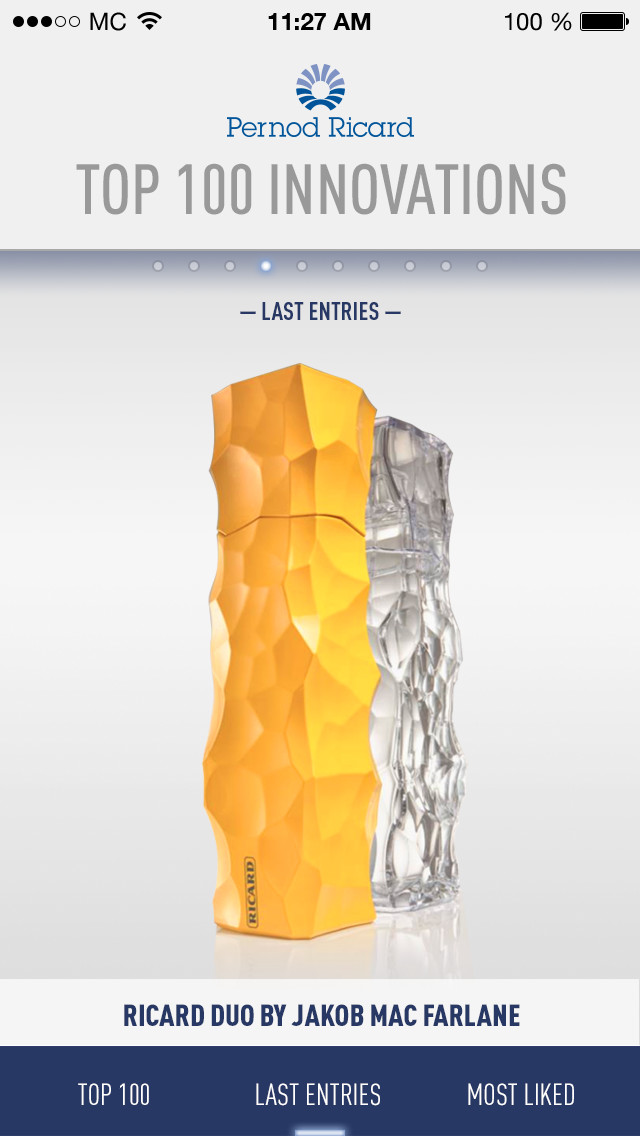 MC 11:27 AM 100 %
Pernod Ricard
TOP 100 INNOVATIONS
— LAST ENTRIES —
RICARD
RICARD DUO BY JAKOB MAC FARLANE
TOP 100 LAST ENTRIES MOST LIKED